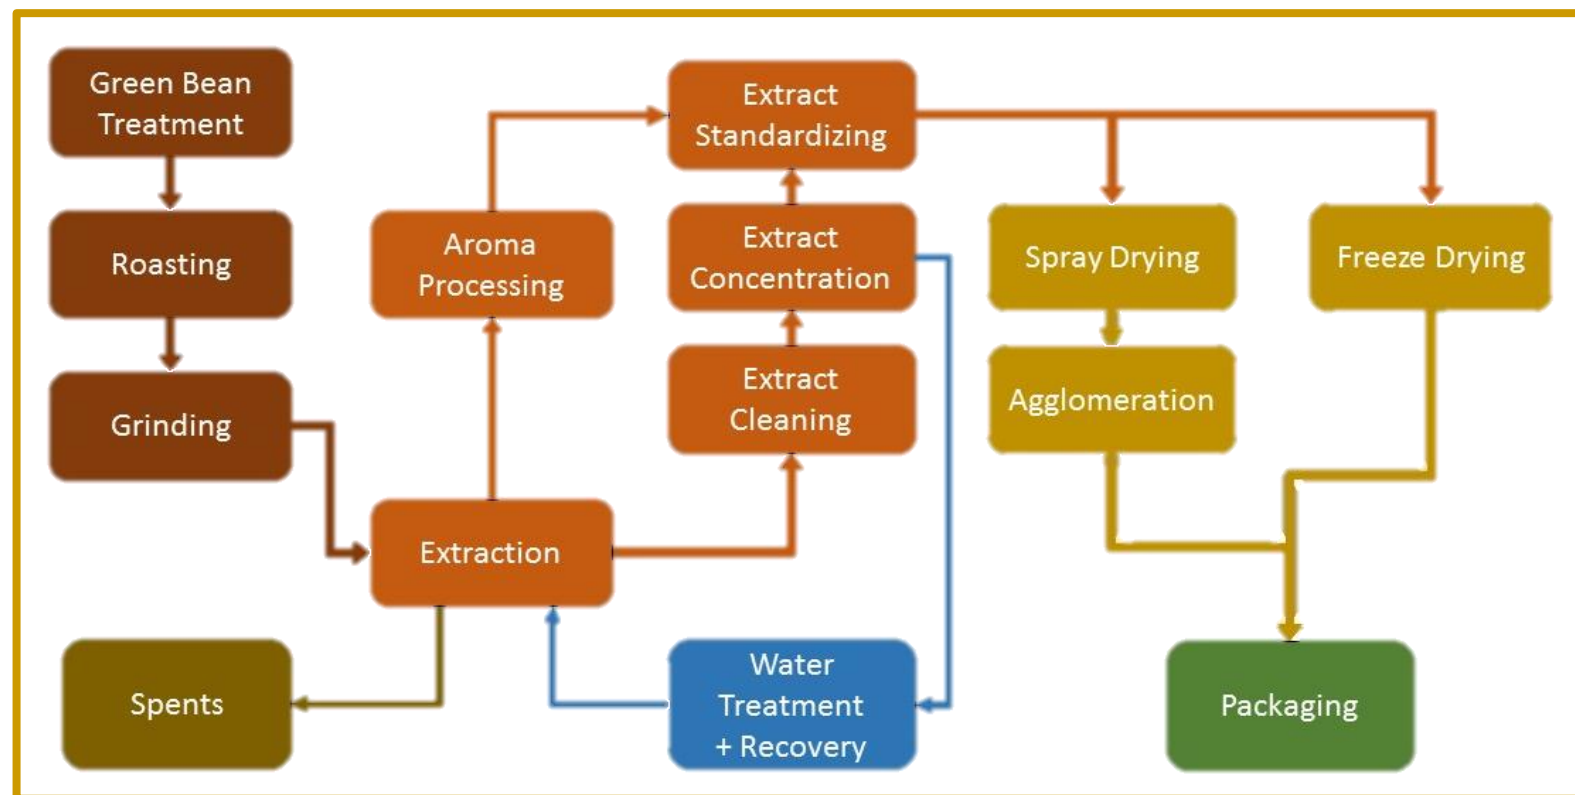 Green Bean
Treatment
Roasting
Grinding
Aroma
Processing
Extraction
Spents
Extract
Standardizing
Extract
Concentration
Extract
Cleaning
Water
Treatment
+ Recovery
Spray Drying
Agglomeration
Freeze Drying
Packaging